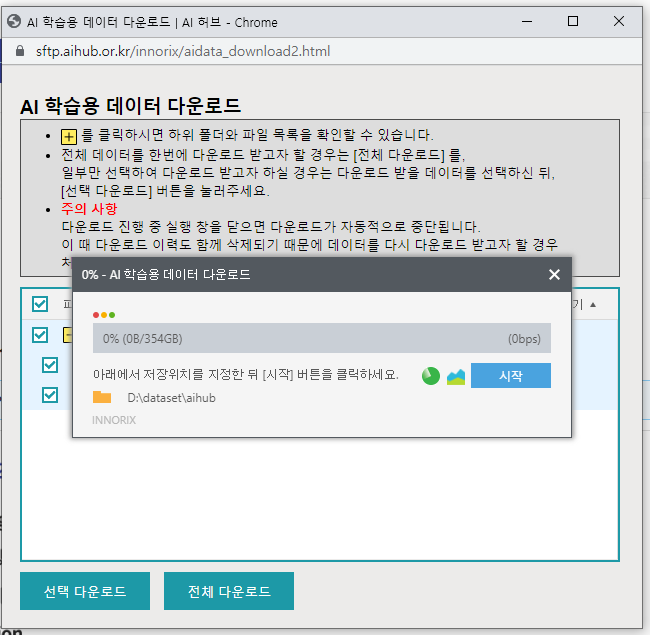 AI 학습용 데이터 다운로드 | AI 허브 - Chrome
sftp.aihub.or.kr/innorix/aidata_download2.html
AI 학습용 데이터 다운로드
+ 를 클릭하시면 하위 폴더와 파일 목록을 확인할 수 있습니다.
전체 데이터를 한번에 다운로드 받고자 할 경우는 [전체 다운로드] 를,
일부만 선택하여 다운로드 받고자 하실 경우는 다운로드 받을 데이터를 선택하신 뒤,
[선택 다운로드] 버튼을 눌러주세요.
주의 사항
다운로드 진행 중 실행 창을 닫으면 다운로드가 자동적으로 중단됩니다.
이 때 다운로드 이력도 함께 삭제되기 때문에 데이터를 다시 다운로드 받고자 할 경우
0% - AI 학습용 데이터 다운로드
기 ▲
0% (0B/354GB) (0bps)
아래에서 저장위치를 지정한 뒤 [시작] 버튼을 클릭하세요.
시작
D:\dataset\aihub
INNORIX
선택 다운로드 전체 다운로드